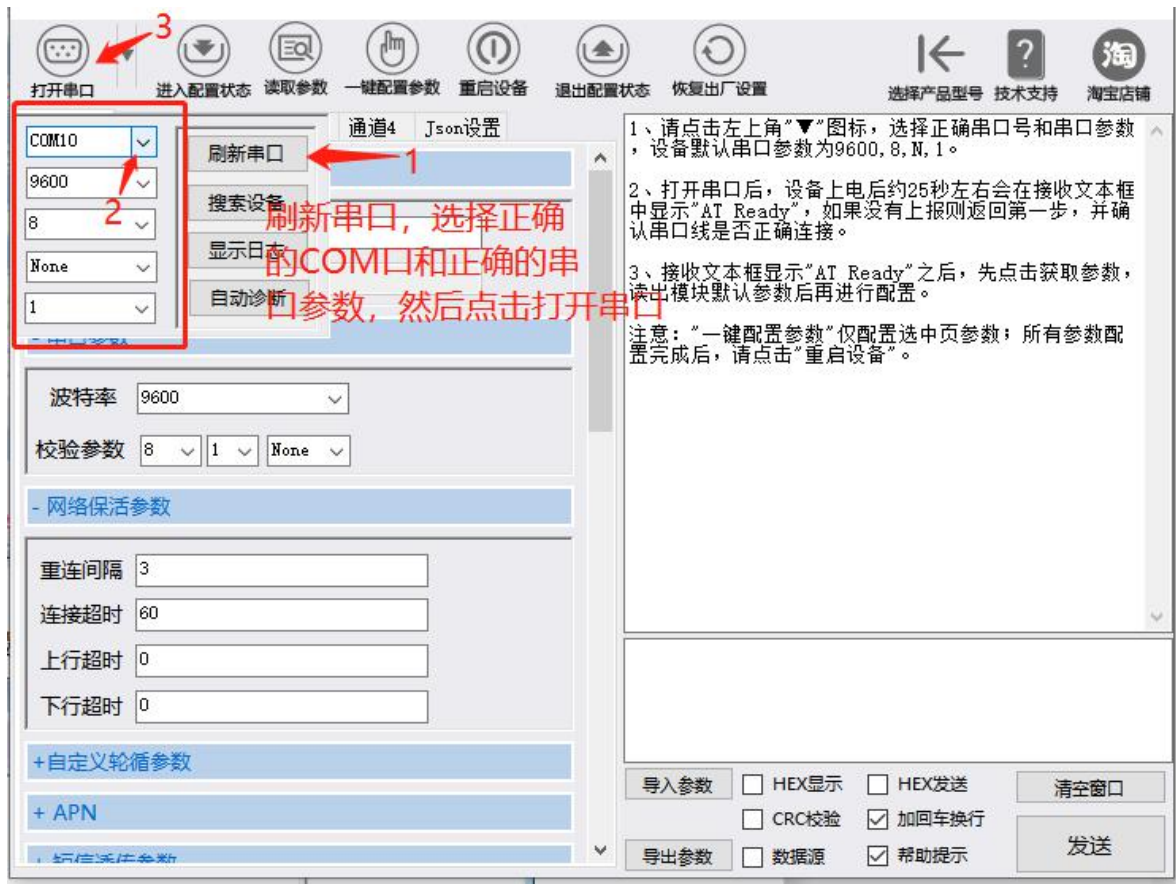 3
打开串口
进入配置状态
读取参数
一键配置参数
重启设备
退出配置状态
恢复出厂设置
选择产品型号
?
技术支持
淘
淘宝店铺
COM10
9600
8
None
1
2
刷新串口
搜索设备
显示日志
自动诊断
1
刷新串口，选择正确
的COM口和正确的串
口参数，然后点击打开串口
通道4
Json设置
- 串口参数
波特率 9600
校验参数 8 1 None
- 网络保活参数
重连间隔 3
连接超时 60
上行超时 0
下行超时 0
+自定义轮循参数
+ APN
+ 短信透传参数
1、请点击左上角"▼"图标，选择正确串口号和串口参数
，设备默认串口参数为9600,8,N,1。
2、打开串口后，设备上电后约25秒左右会在接收文本框
中显示"AT Ready"，如果没有上报则返回第一步，并确
认串口线是否正确连接。
3、接收文本框显示"AT Ready"之后，先点击获取参数，
读出模块默认参数后再进行配置。
注意："一键配置参数"仅配置选中页参数；所有参数配
置完成后，请点击"重启设备"。
导入参数
HEX显示
HEX发送
清空窗口
CRC校验
加回车换行
导出参数
数据源
帮助提示
发送